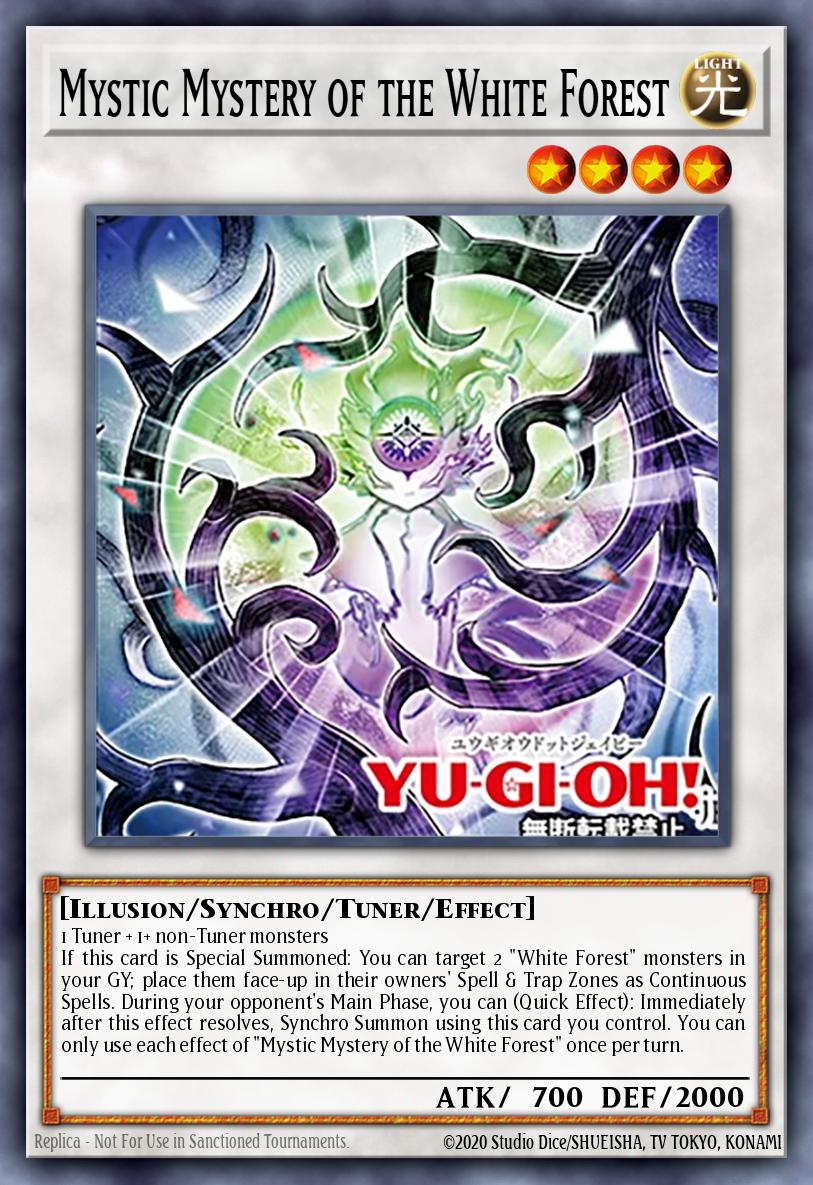 MYSTIC MYSTERY OF THE WHITE FOREST
LIGHT
光
ユウギオウドットジェイピー
YU-GI-OH!
無断転載禁止
[ILLUSION/SYNCHRO/TUNER/EFFECT]
1 Tuner + 1+ non-Tuner monsters
If this card is Special Summoned: You can target 2 "White Forest" monsters in
your GY; place them face-up in their owners' Spell & Trap Zones as Continuous
Spells. During your opponent's Main Phase, you can (Quick Effect): Immediately
after this effect resolves, Synchro Summon using this card you control. You can
only use each effect of "Mystic Mystery of the White Forest" once per turn.
ATK/ 700 DEF/2000
Replica - Not For Use in Sanctioned Tournaments.
©2020 Studio Dice/SHUEISHA, TV TOKYO, KONAMI